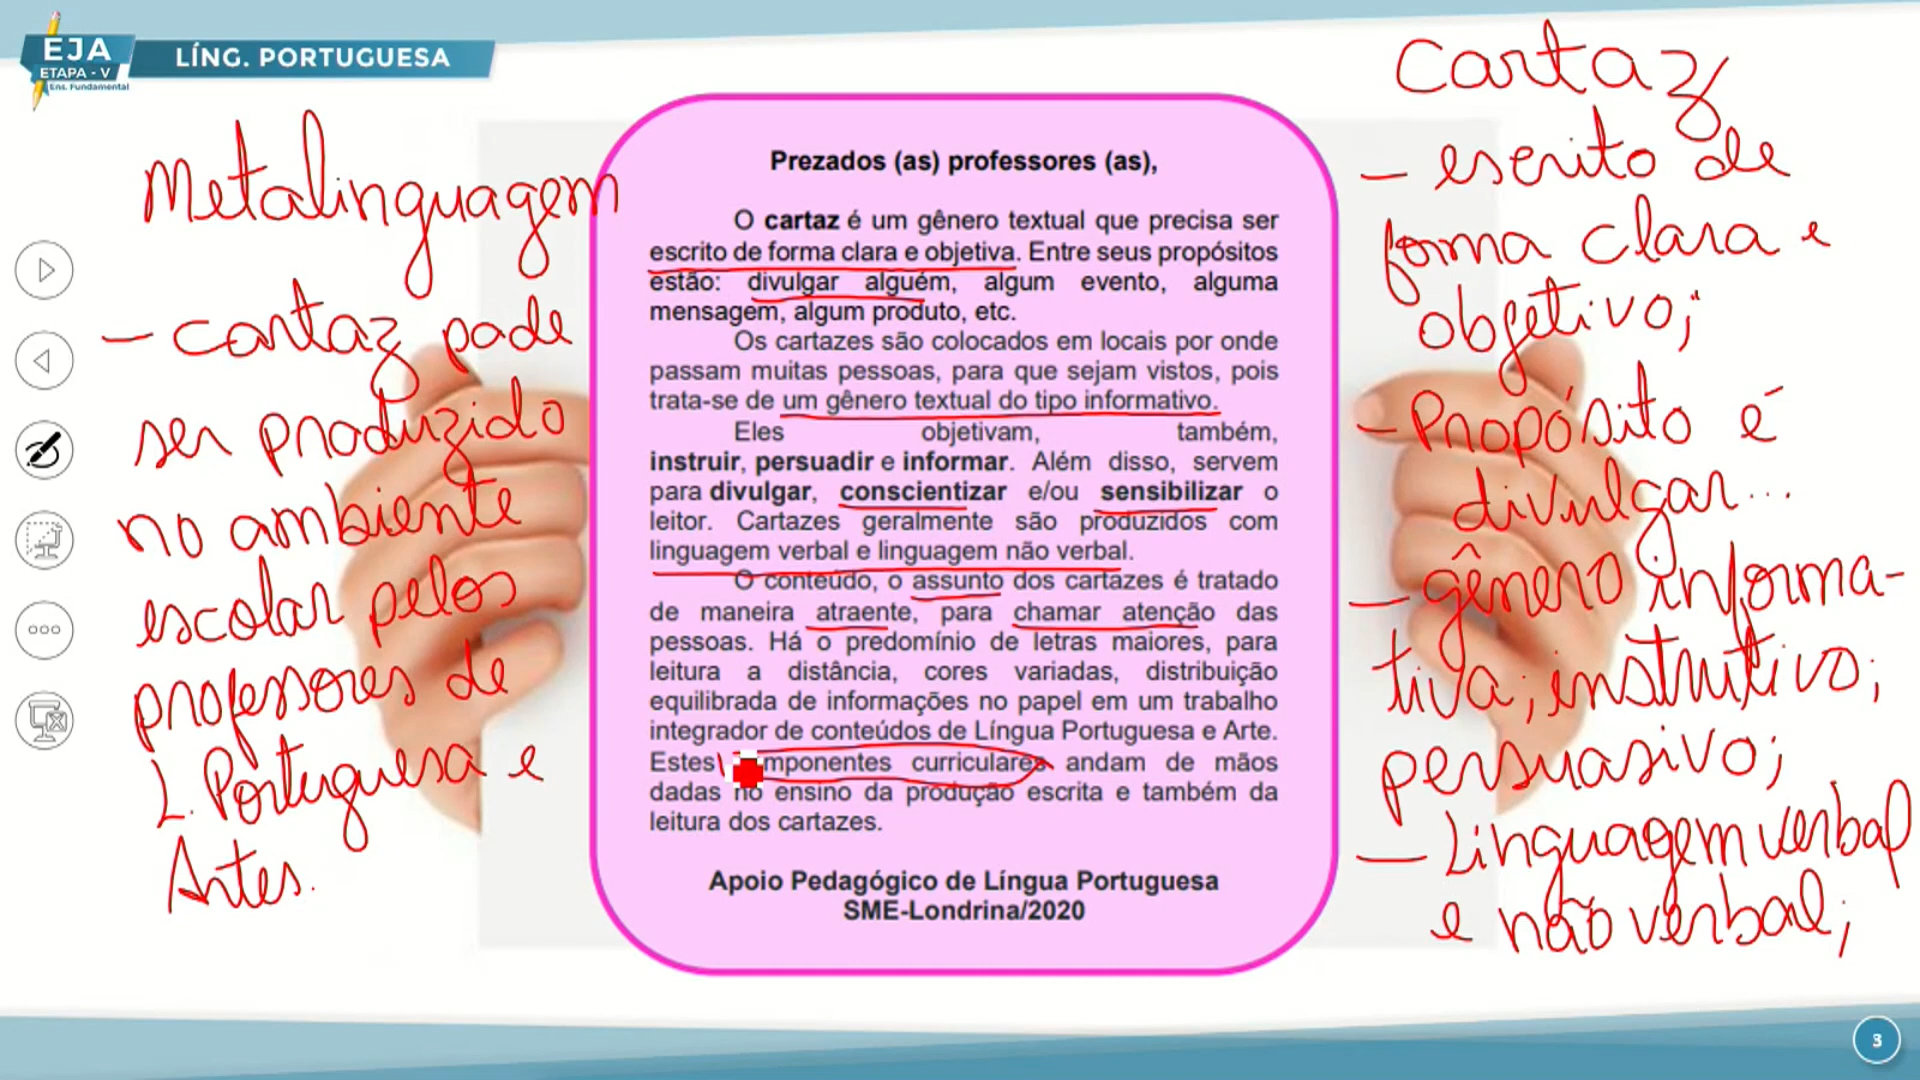 EJA
ETAPA - V
Ens. Fundamental
LÍNG. PORTUGUESA
Metalinguagem
- cartaz pode
ser produzido
no ambiente
escolar pelos
professores de
L. Portuguesa e
Artes.
Prezados (as) professores (as),
O cartaz é um gênero textual que precisa ser
escrito de forma clara e objetiva. Entre seus propósitos
estão: divulgar alguém, algum evento, alguma
mensagem, algum produto, etc.
Os cartazes são colocados em locais por onde
passam muitas pessoas, para que sejam vistos, pois
trata-se de um gênero textual do tipo informativo.
Eles objetivam, também,
instruir, persuadir e informar. Além disso, servem
para divulgar, conscientizar e/ou sensibilizar o
leitor. Cartazes geralmente são produzidos com
linguagem verbal e linguagem não verbal.
O conteúdo, o assunto dos cartazes é tratado
de maneira atraente, para chamar atenção das
pessoas. Há o predomínio de letras maiores, para
leitura a distância, cores variadas, distribuição
equilibrada de informações no papel em um trabalho
integrador de conteúdos de Língua Portuguesa e Arte.
Estes mponentes curriculares andam de mãos
dadas no ensino da produção escrita e também da
leitura dos cartazes.
Apoio Pedagógico de Língua Portuguesa
SME-Londrina/2020
Cartaz
- escrito de
forma clara e
objetivo;
- Propósito é
divulgar...
- gênero informa-
tiva; instrutivo;
persuasivo;
- Linguagem verbal
e não verbal;
3